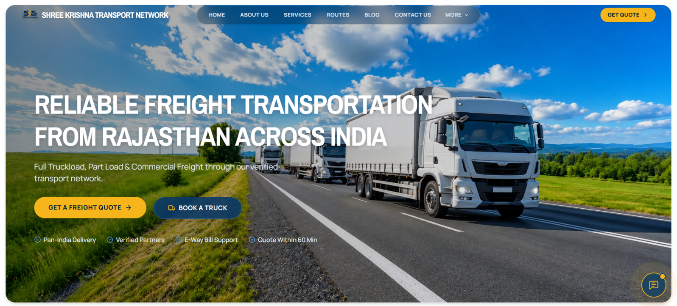 SHREE KRISHNA TRANSPORT NETWORK
HOME ABOUT US SERVICES ROUTES BLOG CONTACT US MORE
GET QUOTE →
RELIABLE FREIGHT TRANSPORTATION
FROM RAJASTHAN ACROSS INDIA
Full Truckload, Part Load & Commercial Freight through our verified
transport network.
GET A FREIGHT QUOTE → BOOK A TRUCK
Pan-India Delivery Verified Partners E-Way Bill Support Quote Within 60 Min